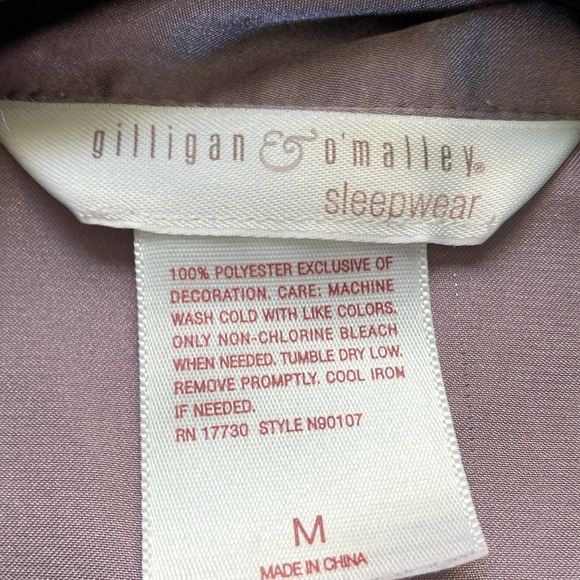 gilligan & o'malley®
sleepwear
100% POLYESTER EXCLUSIVE OF
DECORATION. CARE: MACHINE
WASH COLD WITH LIKE COLORS.
ONLY NON-CHLORINE BLEACH
WHEN NEEDED. TUMBLE DRY LOW.
REMOVE PROMPTLY. COOL IRON
IF NEEDED.
RN 17730 STYLE N90107
M
MADE IN CHINA